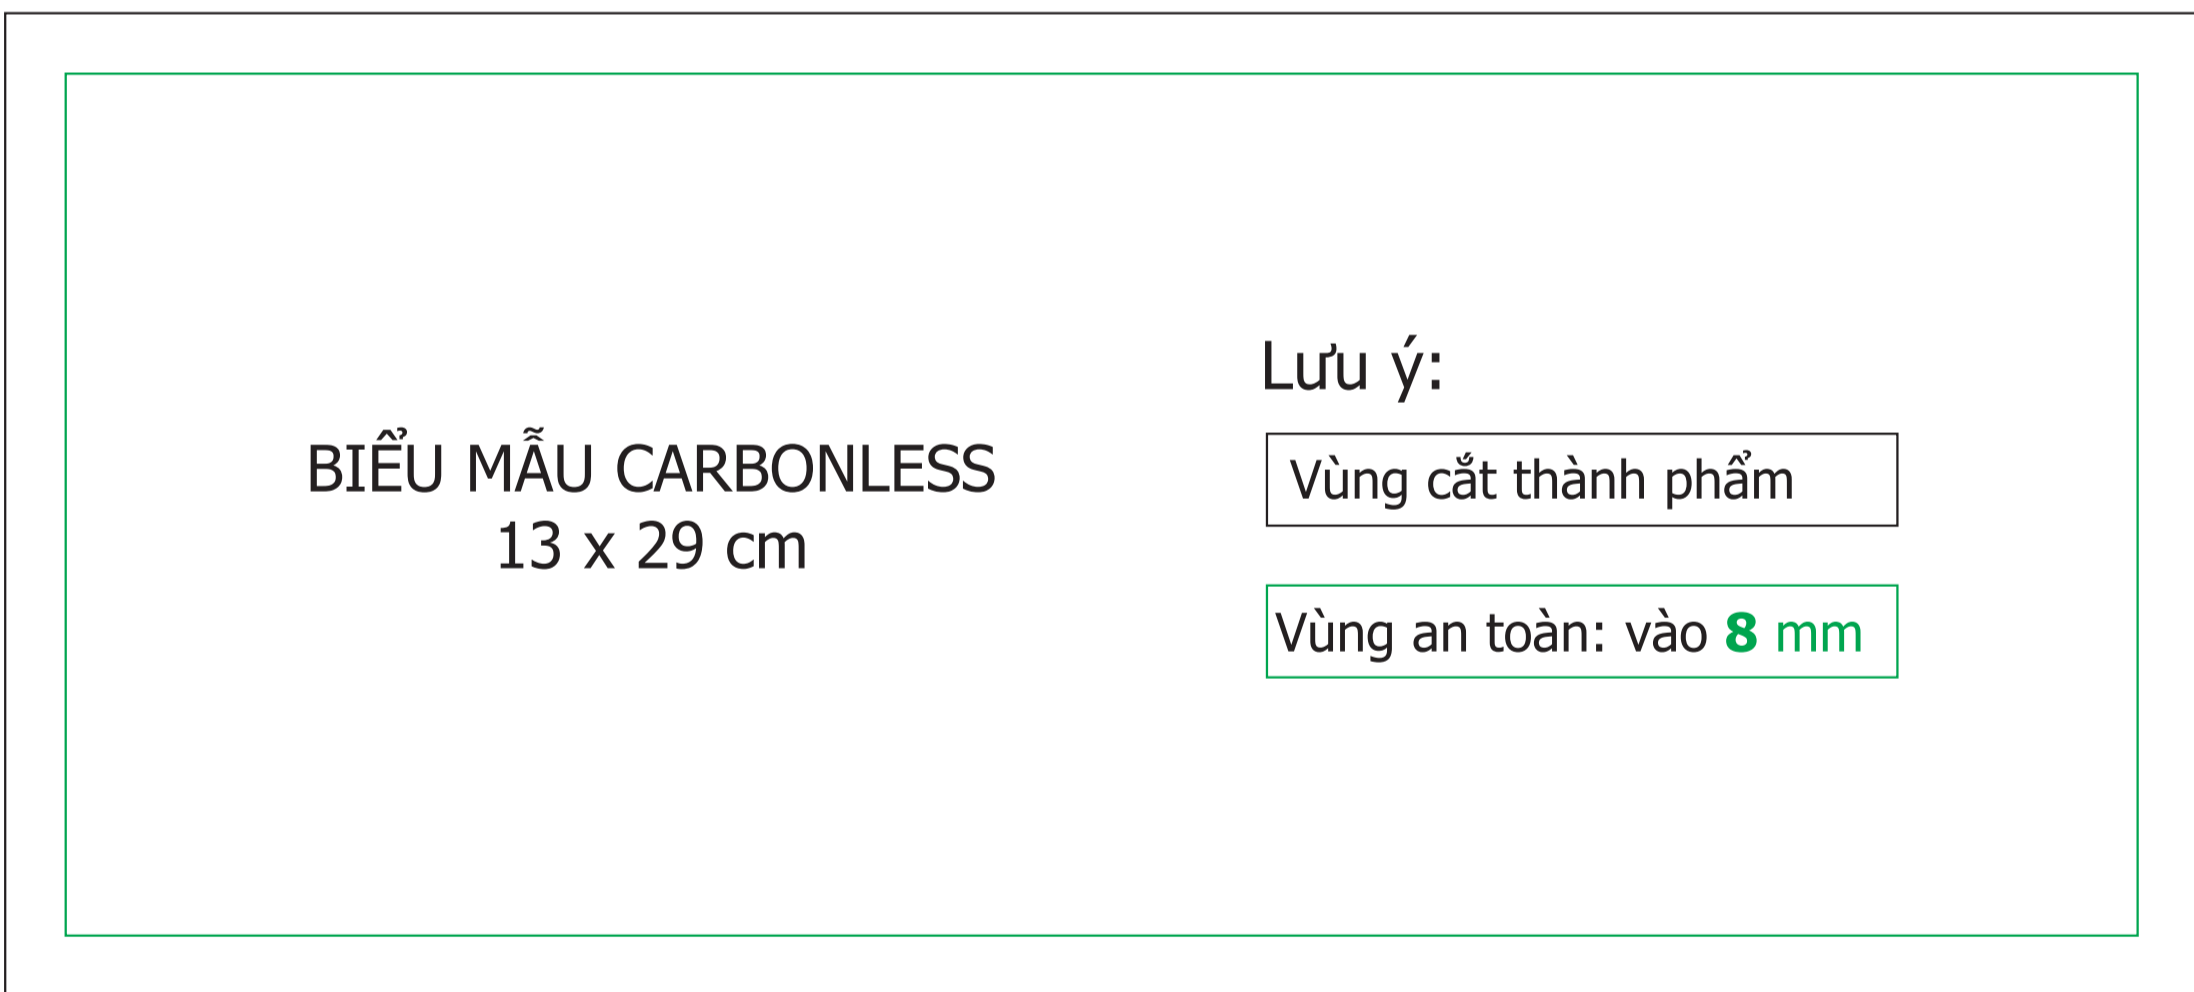 BIỂU MẪU CARBONLESS
13 x 29 cm
Lưu ý:
Vùng cắt thành phẩm
Vùng an toàn: vào 8 mm